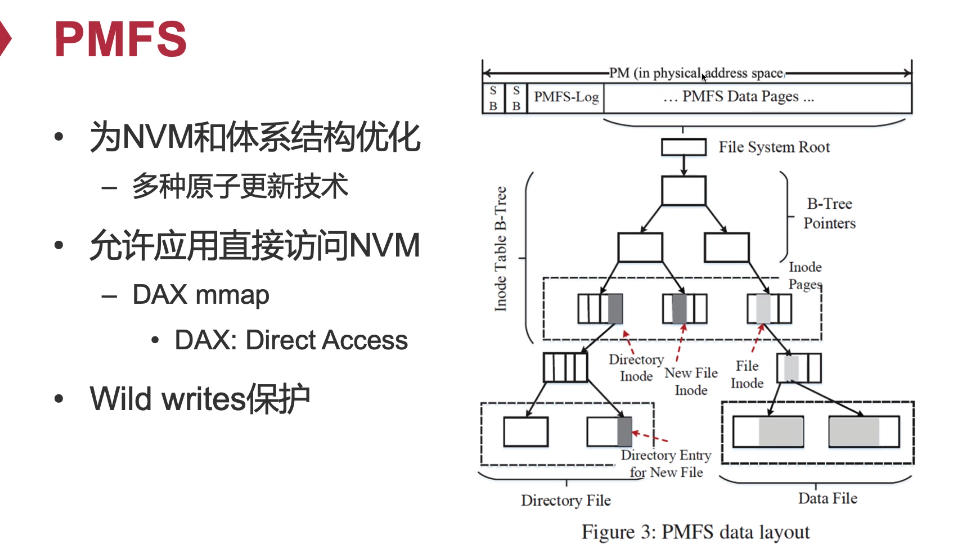 PMFS
• 为NVM和体系结构优化
– 多种原子更新技术
• 允许应用直接访问NVM
– DAX mmap
• DAX: Direct Access
• Wild writes保护
PM (in physical address space
S B
S B
PMFS-Log
… PMFS Data Pages ...
File System Root
Inode Table B-Tree
B-Tree
Pointers
Inode
Pages
Directory
Inode
New File
Inode
File
Inode
Directory Entry
for New File
Directory File
Data File
Figure 3: PMFS data layout